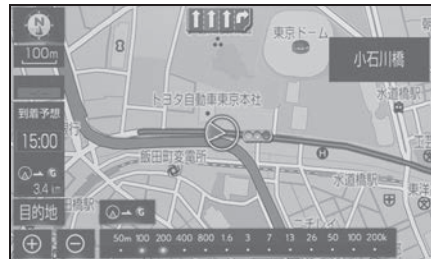 N
100m
東京ドーム
小石川橋
水道橋駅
トヨタ自動車東京本社
到着予想
15:00
飯田町変電所
3.4 km
水道橋駅
目的地
50m 100 200 400 800 1.6 3 7 13 26 50 100 200k